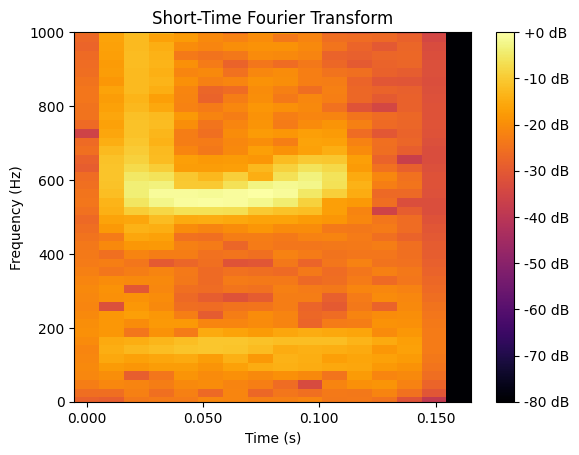 Short-Time Fourier Transform
1000
800
600
400
200
0
Frequency (Hz)
0.000
0.050
0.100
0.150
Time (s)
+0 dB
-10 dB
-20 dB
-30 dB
-40 dB
-50 dB
-60 dB
-70 dB
-80 dB